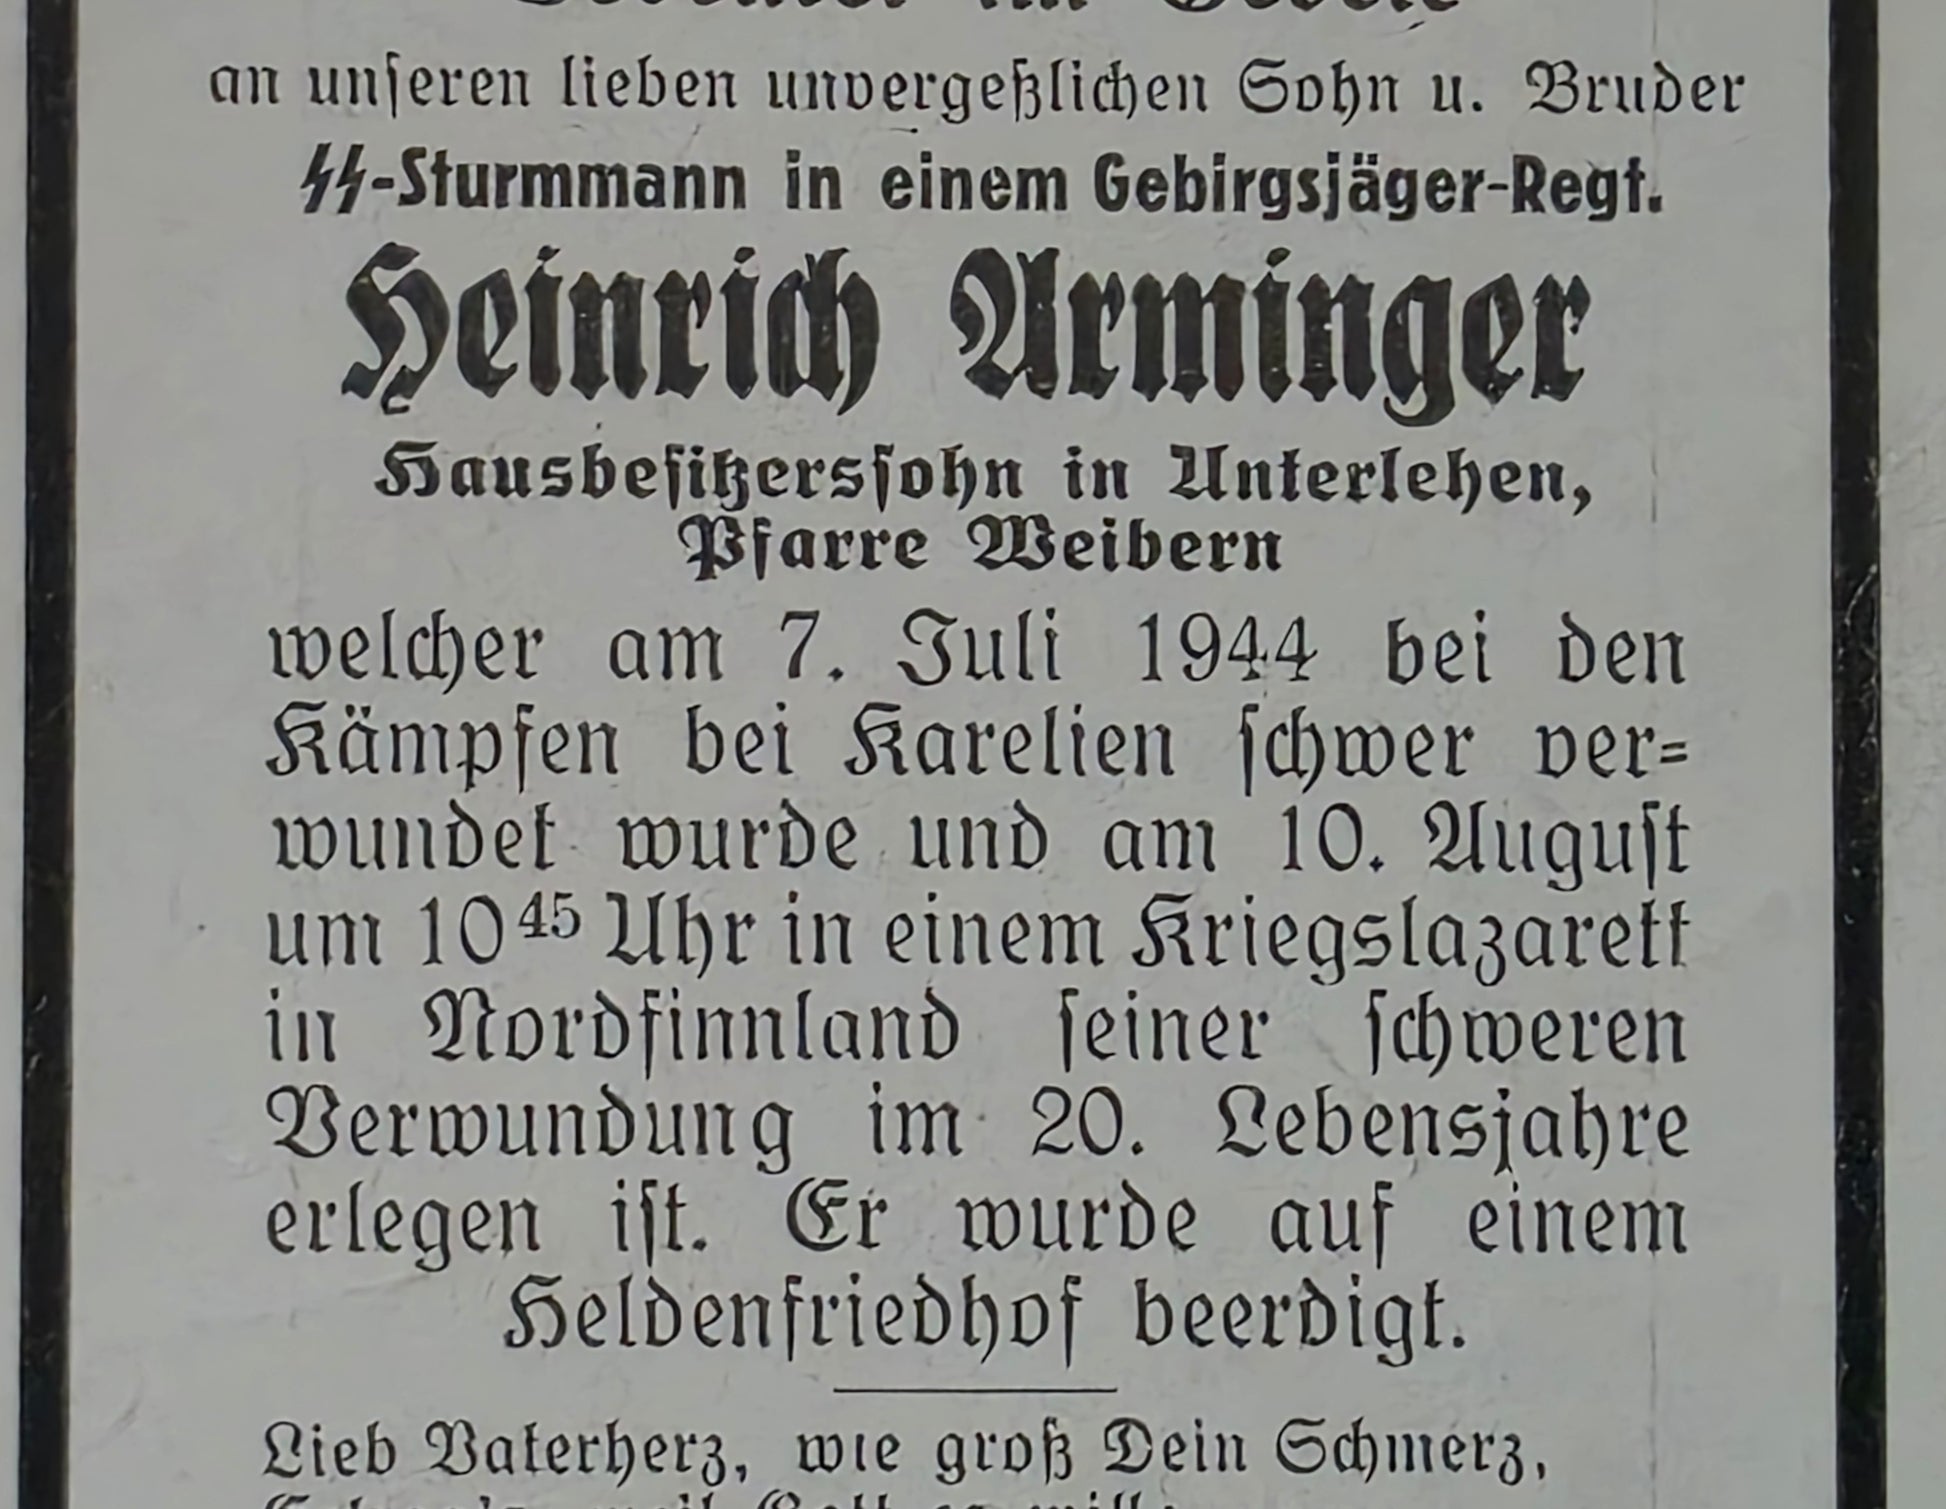 an unseren lieben unvergeßlichen Sohn u. Bruder
SS-Sturmmann in einem Gebirgsjäger-Regt.
Heinrich Arminger
Hausbesitzerssohn in Unterlehen,
Pfarre Weibern
welcher am 7. Juli 1944 bei den
Kämpfen bei Karelien schwer ver=
wundet wurde und am 10. August
um 10 45 Uhr in einem Kriegslazarett
in Nordfinnland seiner schweren
Verwundung im 20. Lebensjahre
erlegen ist. Er wurde auf einem
Heldenfriedhof beerdigt.
Lieb Vaterherz, wie groß Dein Schmerz,